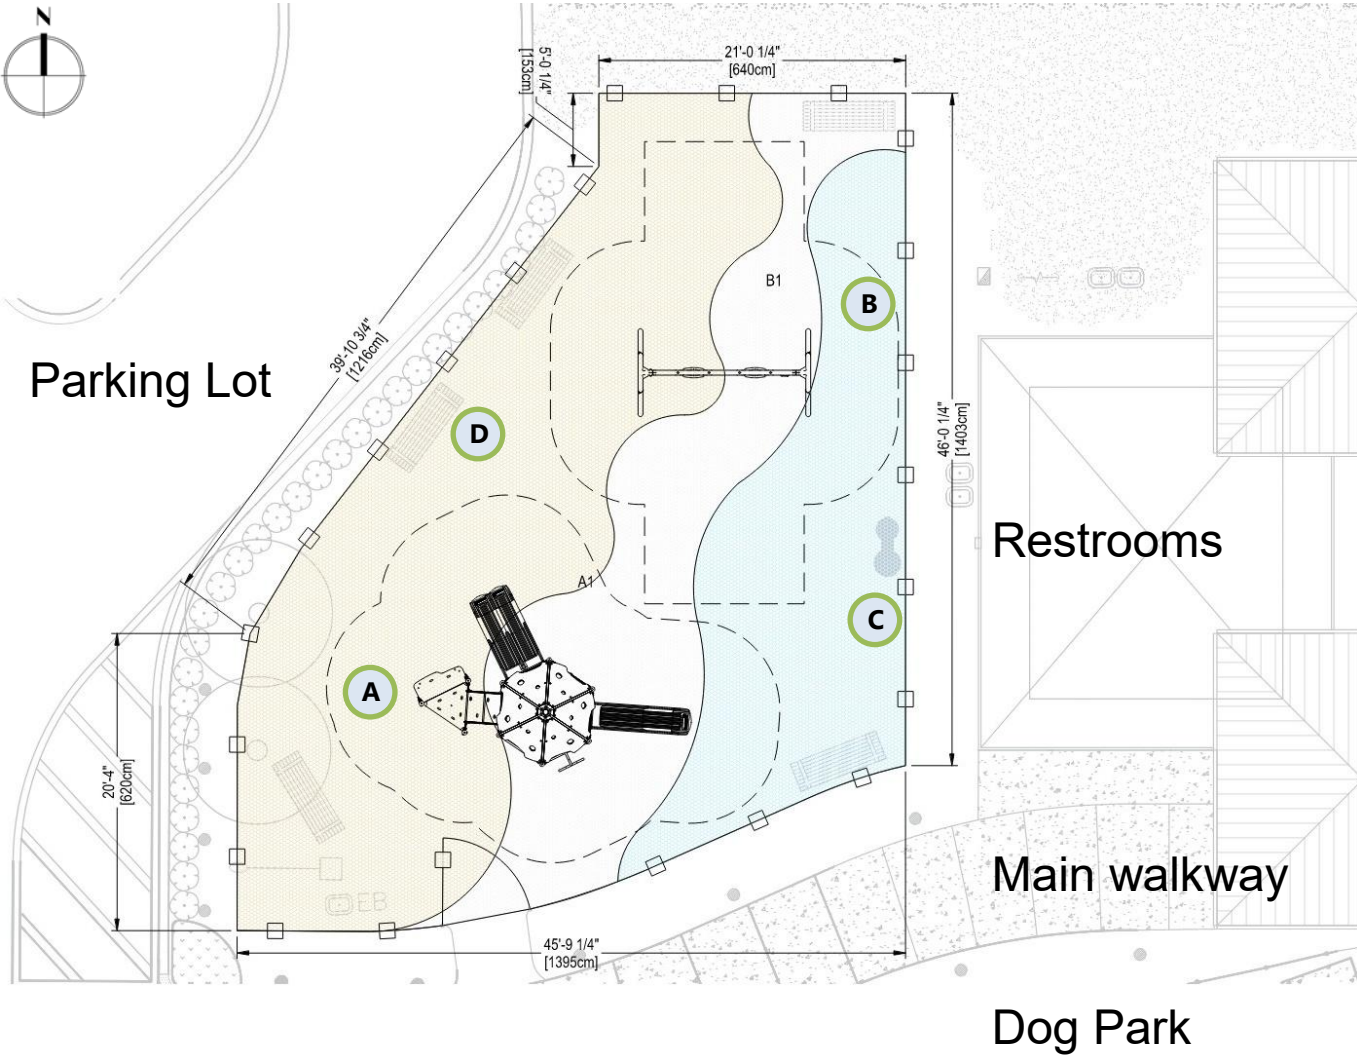 N
21'-0 1/4"
[640cm]
5'-0 1/4"
[153cm]
B1
B
39'-10 3/4"
[1216cm]
Parking Lot
D
46'-0 1/4"
[1403cm]
Restrooms
A1
C
A
20'-4"
[620cm]
Main walkway
EB
45'-9 1/4"
[1395cm]
Dog Park